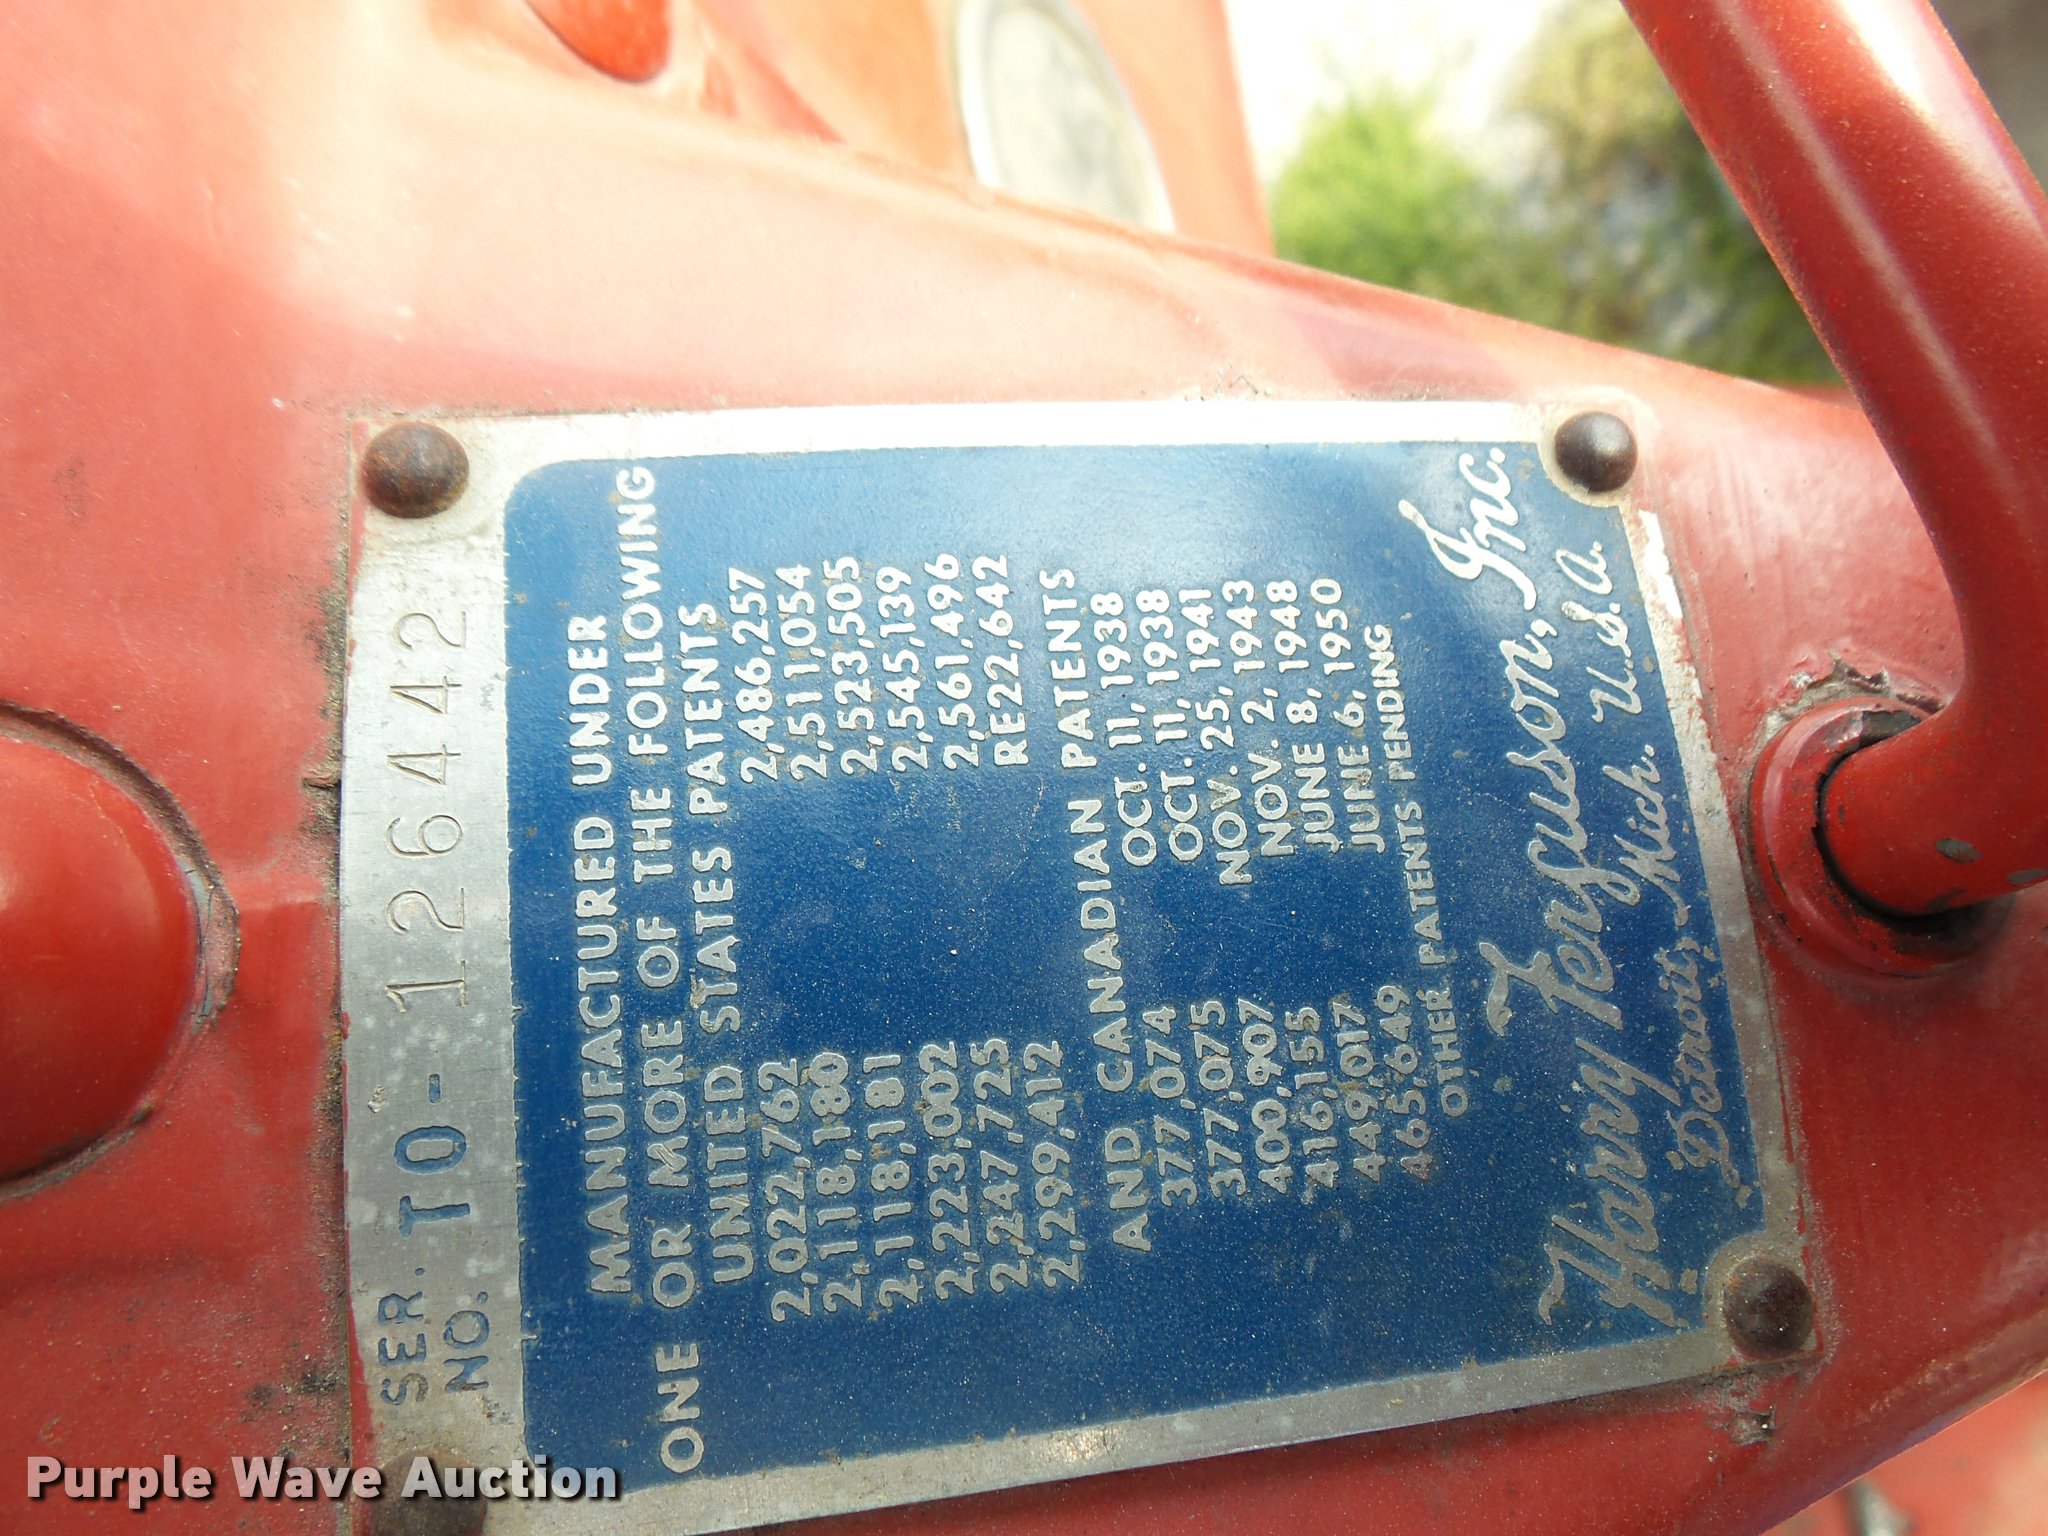 SER. NO. TO-126442
MANUFACTURED UNDER
ONE OR MORE OF THE FOLLOWING
UNITED STATES PATENTS
2,022,762 2,486,257
2,118,180 2,511,054
2,118,181 2,523,505
2,223,002 2,545,139
2,247,725 2,561,496
2,299,412 RE22,642
AND CANADIAN PATENTS
377,074 OCT. 11, 1938
377,075 OCT. 11, 1938
400,907 NOV. 25, 1941
416,155 NOV. 2, 1943
449,017 JUNE 8, 1948
465,649 JUNE 6, 1950
OTHER PATENTS PENDING
Harry Ferguson, Inc.
Detroit, Mich. U.S.A.
Purple Wave Auction